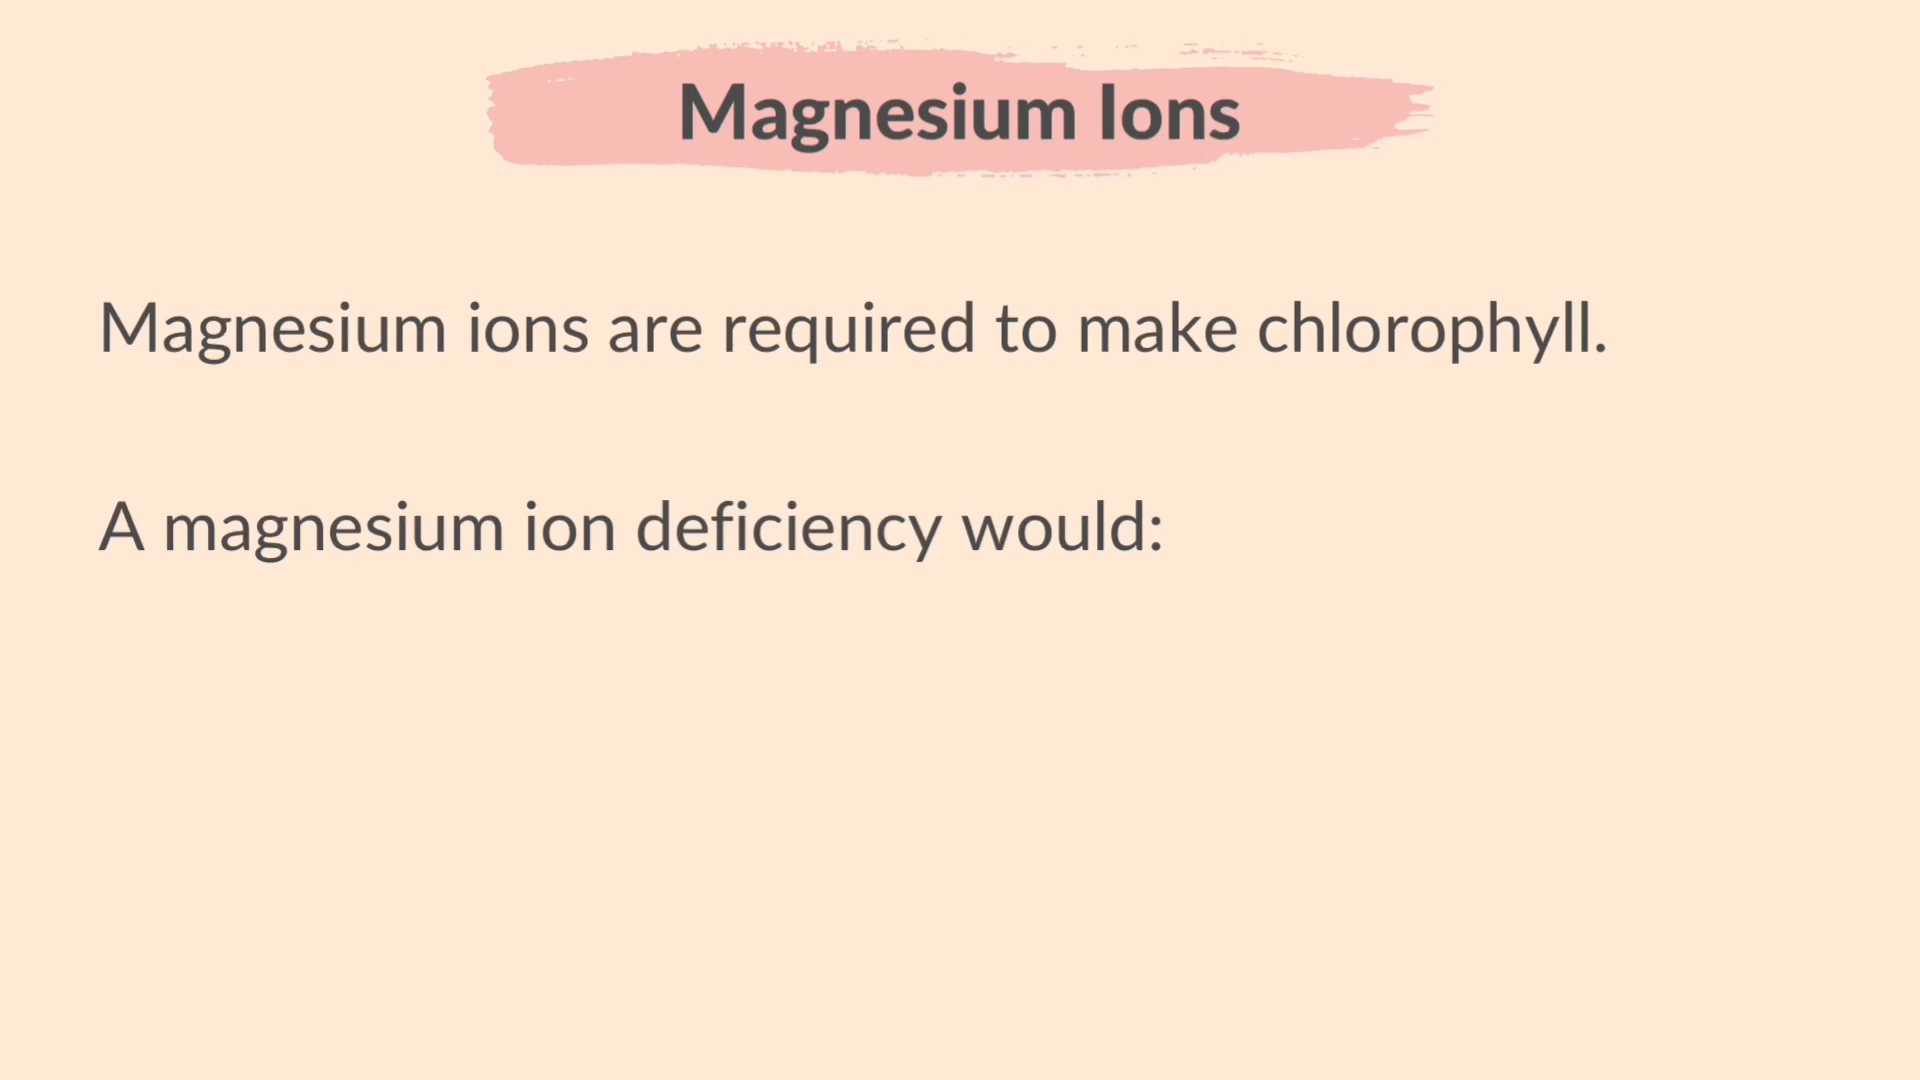 Magnesium Ions
Magnesium ions are required to make chlorophyll.
A magnesium ion deficiency would: